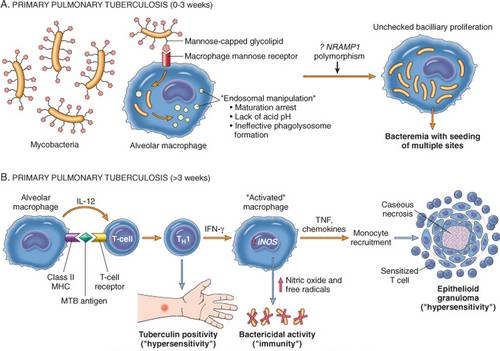 A. PRIMARY PULMONARY TUBERCULOSIS (0-3 weeks)
Mannose-capped glycolipid
Macrophage mannose receptor
"Endosomal manipulation"
• Maturation arrest
• Lack of acid pH
• Ineffective phagolysosome
formation
Mycobacteria
Alveolar macrophage
? NRAMP1
polymorphism
Unchecked bacilliary proliferation
Bacteremia with seeding
of multiple sites
B. PRIMARY PULMONARY TUBERCULOSIS (>3 weeks)
Alveolar
macrophage
IL-12
T-cell
Class II
MHC
MTB antigen
T-cell
receptor
TH1
IFN-γ
"Activated"
macrophage
iNOS
TNF,
chemokines
Monocyte
recruitment
Nitric oxide and
free radicals
Tuberculin positivity
("hypersensitivity")
Bactericidal activity
("immunity")
Caseous
necrosis
Sensitized
T cell
Epithelioid
granuloma
("hypersensitivity")